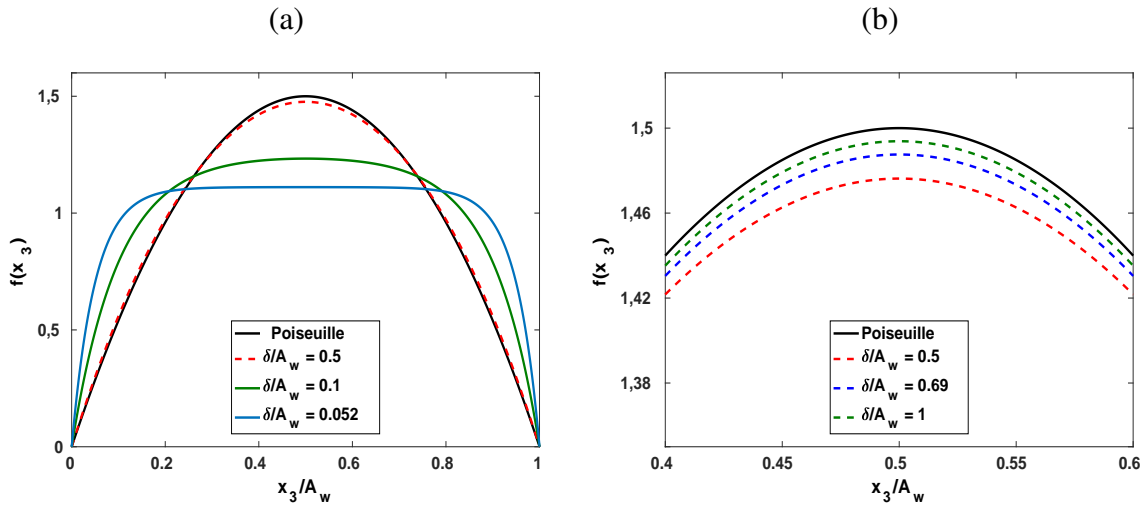 (a)
1,5
1
0,5
0
f(x_3)
0
0.2
0.4
0.6
0.8
1
x_3/A_w
Poiseuille
δ/A_w = 0.5
δ/A_w = 0.1
δ/A_w = 0.052
(b)
1,5
1,46
1,42
1,38
f(x_3)
0.4
0.45
0.5
0.55
0.6
x_3/A_w
Poiseuille
δ/A_w = 0.5
δ/A_w = 0.69
δ/A_w = 1